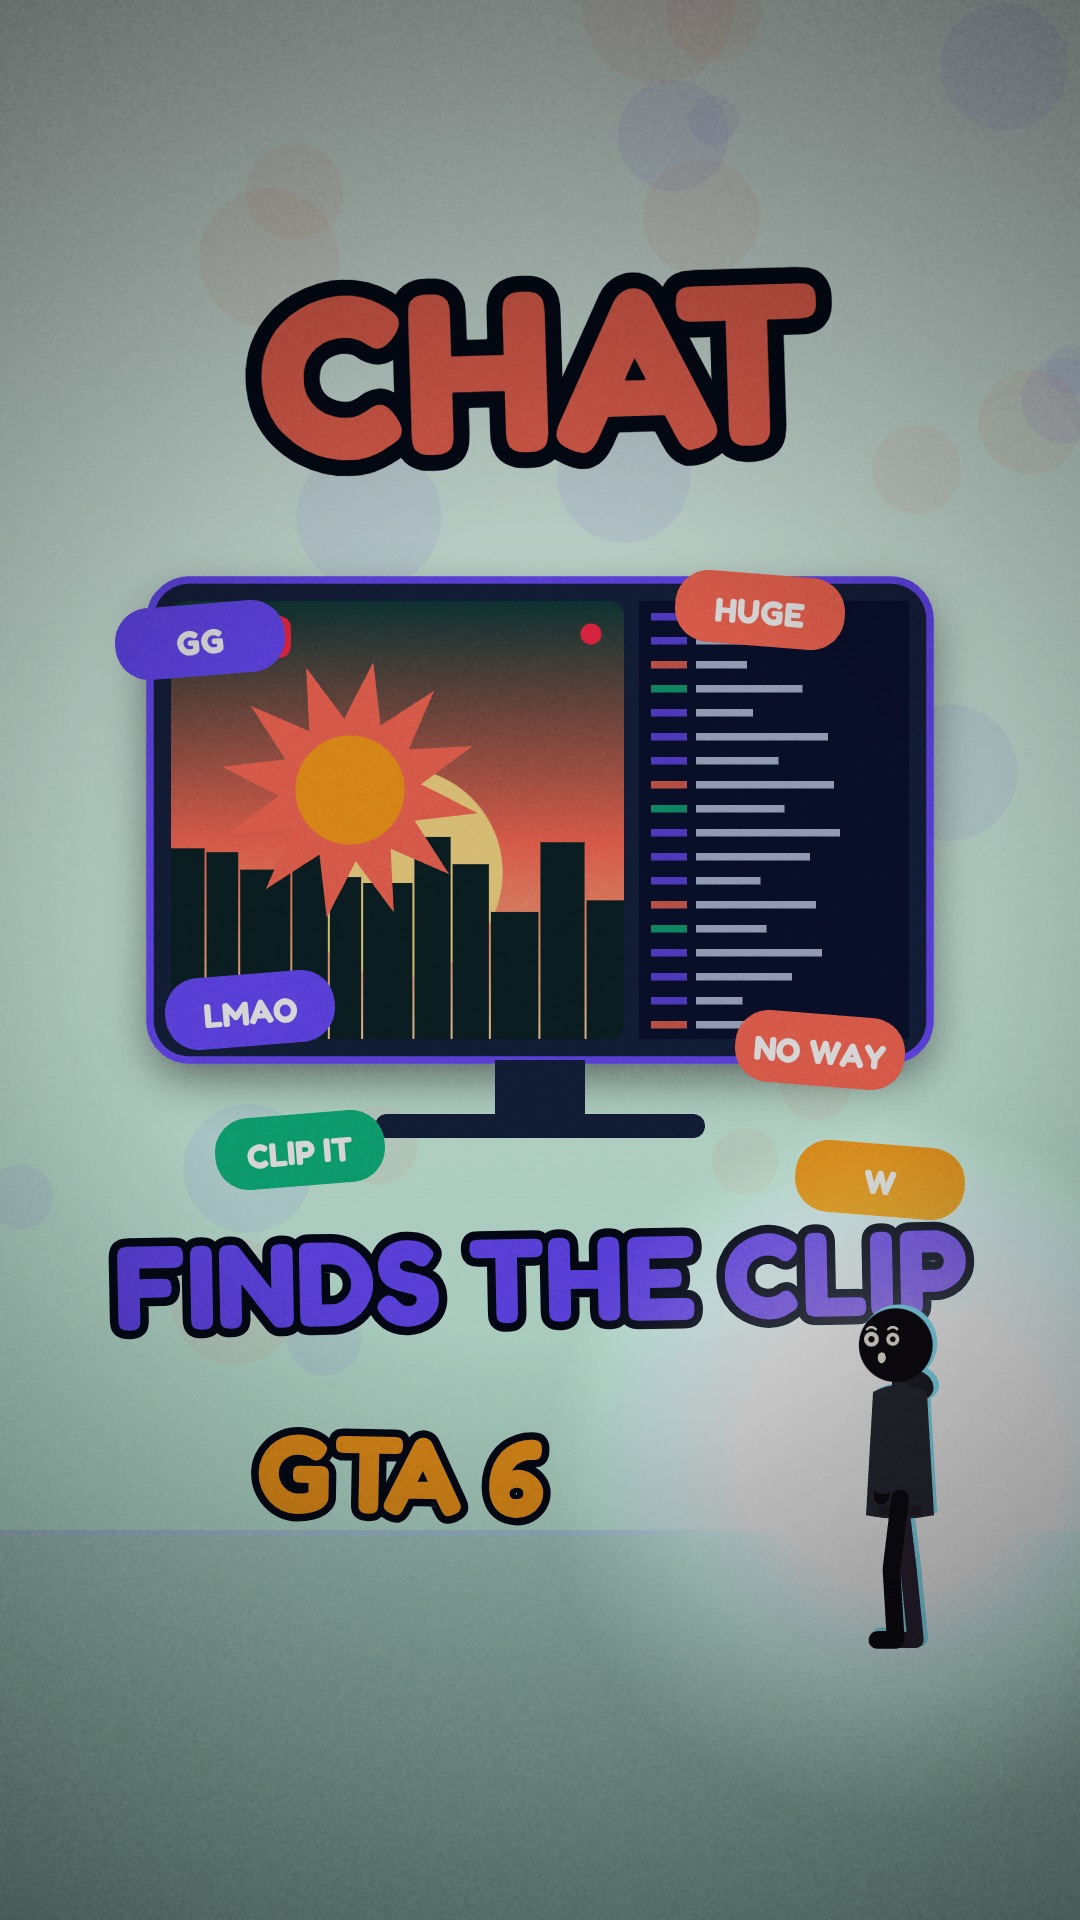 CHAT
GG
HUGE
LMAO
NO WAY
CLIP IT
W
FINDS THE CLIP
GTA 6